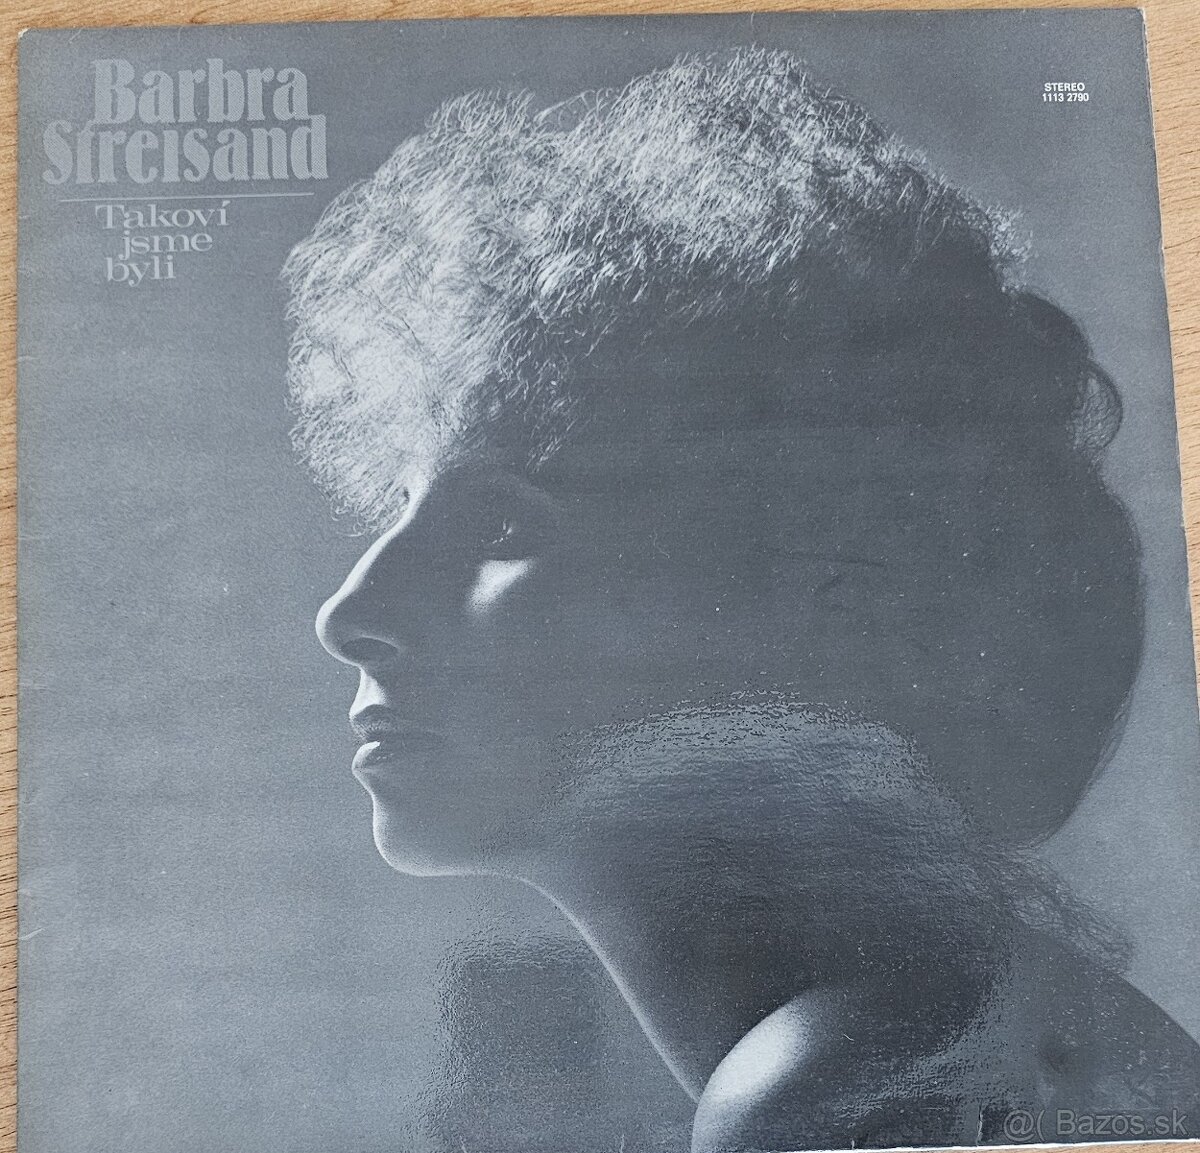 Barbra
Streisand
Takoví
jsme
byli
STEREO
1113 2790
@( Bazos.sk